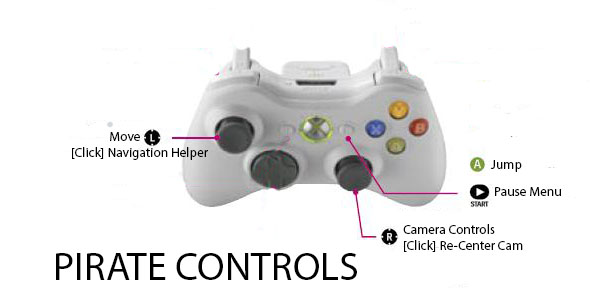 Move L
[Click] Navigation Helper
Y
X
B
A
A Jump
Pause Menu
START
R Camera Controls
[Click] Re-Center Cam
PIRATE CONTROLS